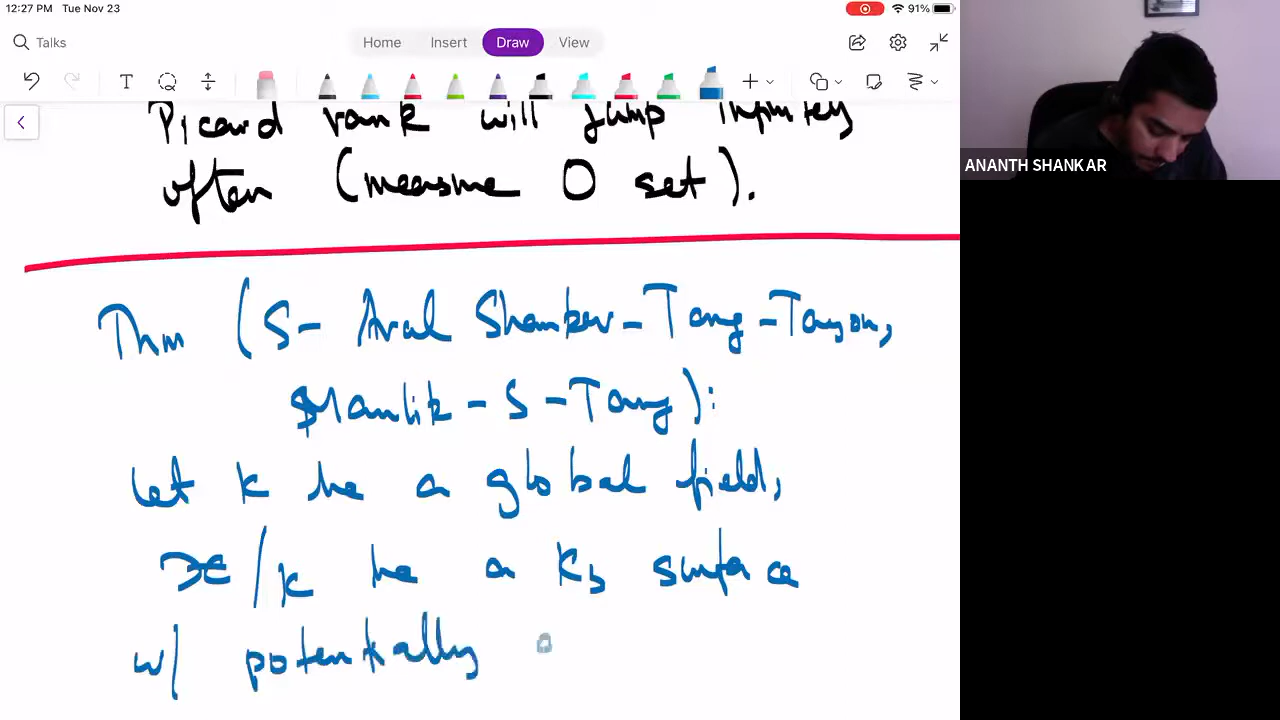 12:27 PM Tue Nov 23
91%
Talks
Home Insert Draw View
Picard rank will jump infinitely
often (measure 0 set).
ANANTH SHANKAR
Thm (S- Arul Shankar - Tang - Tayou,
Maulik - S - Tang):
Let K be a global field,
X/K be a K3 surface
w/ potentially